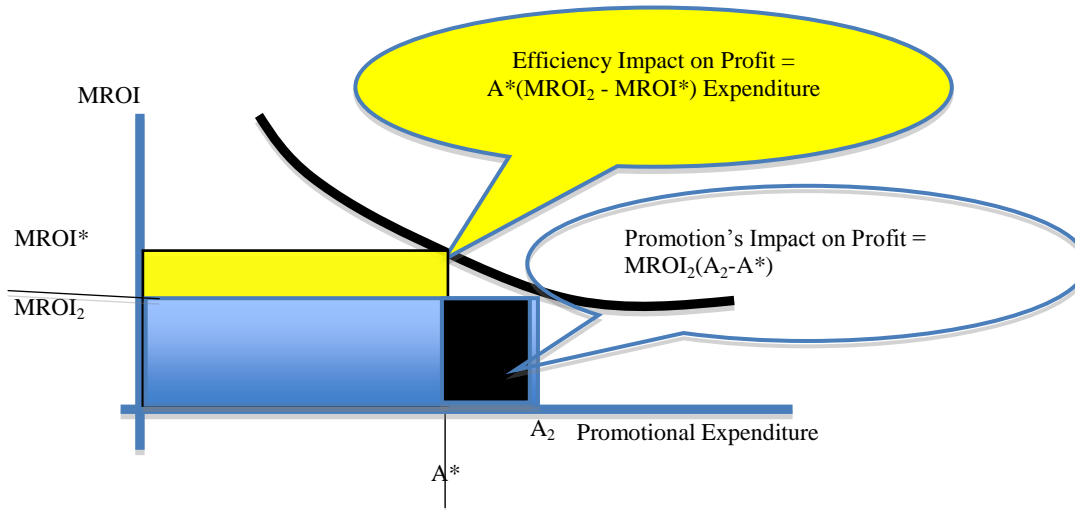 Efficiency Impact on Profit =
A*(MROI₂ - MROI*) Expenditure
MROI
MROI*
Promotion’s Impact on Profit =
MROI₂(A₂-A*)
MROI₂
A₂ Promotional Expenditure
A*